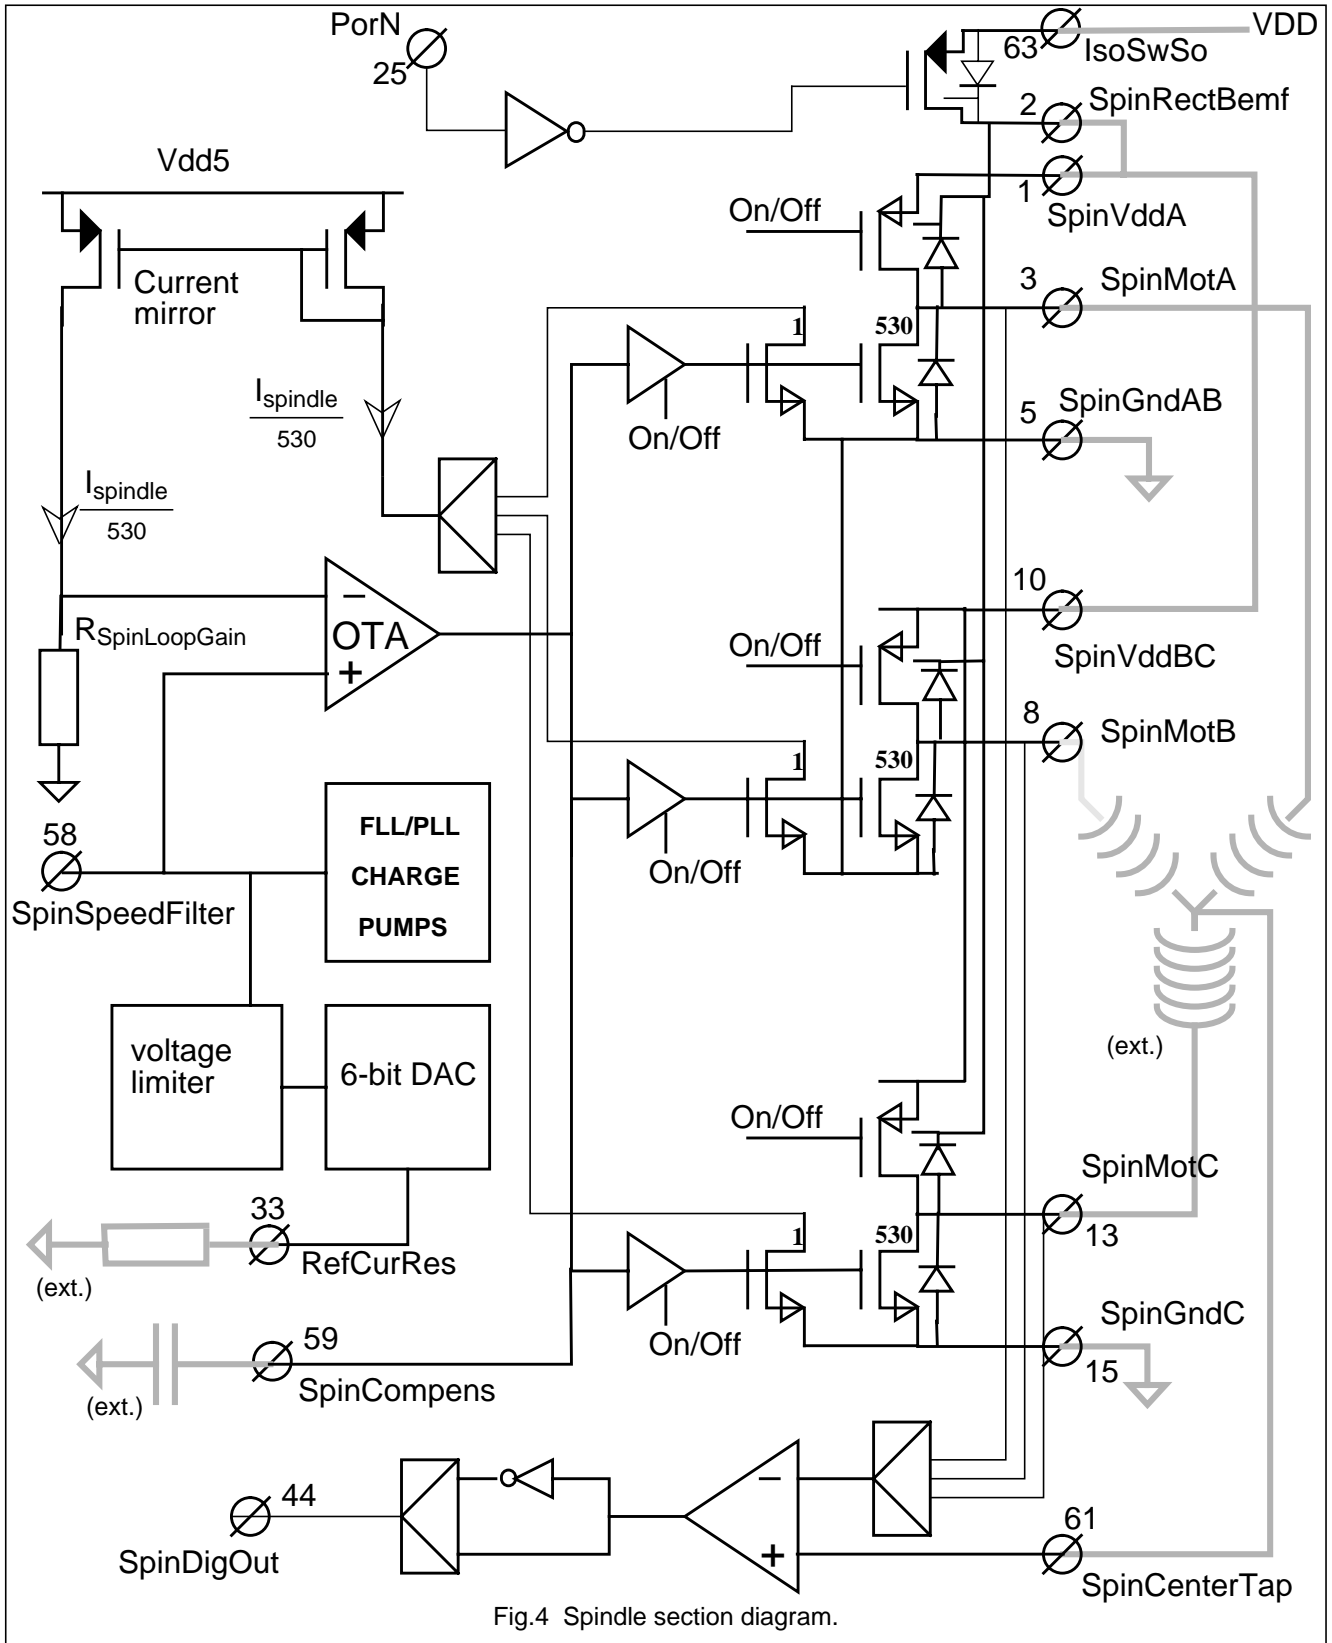 PorN
25
63
VDD
IsoSwSo
2
SpinRectBemf
Vdd5
1
SpinVddA
On/Off
Current
mirror
3
SpinMotA
1
530
I spindle
530
On/Off
5
SpinGndAB
I spindle
530
10
SpinVddBC
R SpinLoopGain
−
OTA
+
On/Off
8
SpinMotB
1
530
58
SpinSpeedFilter
FLL/PLL
CHARGE
PUMPS
On/Off
voltage
limiter
6-bit DAC
(ext.)
On/Off
SpinMotC
13
33
RefCurRes
(ext.)
1
530
On/Off
SpinGndC
15
59
SpinCompens
(ext.)
44
SpinDigOut
−
+
61
SpinCenterTap
Fig.4 Spindle section diagram.